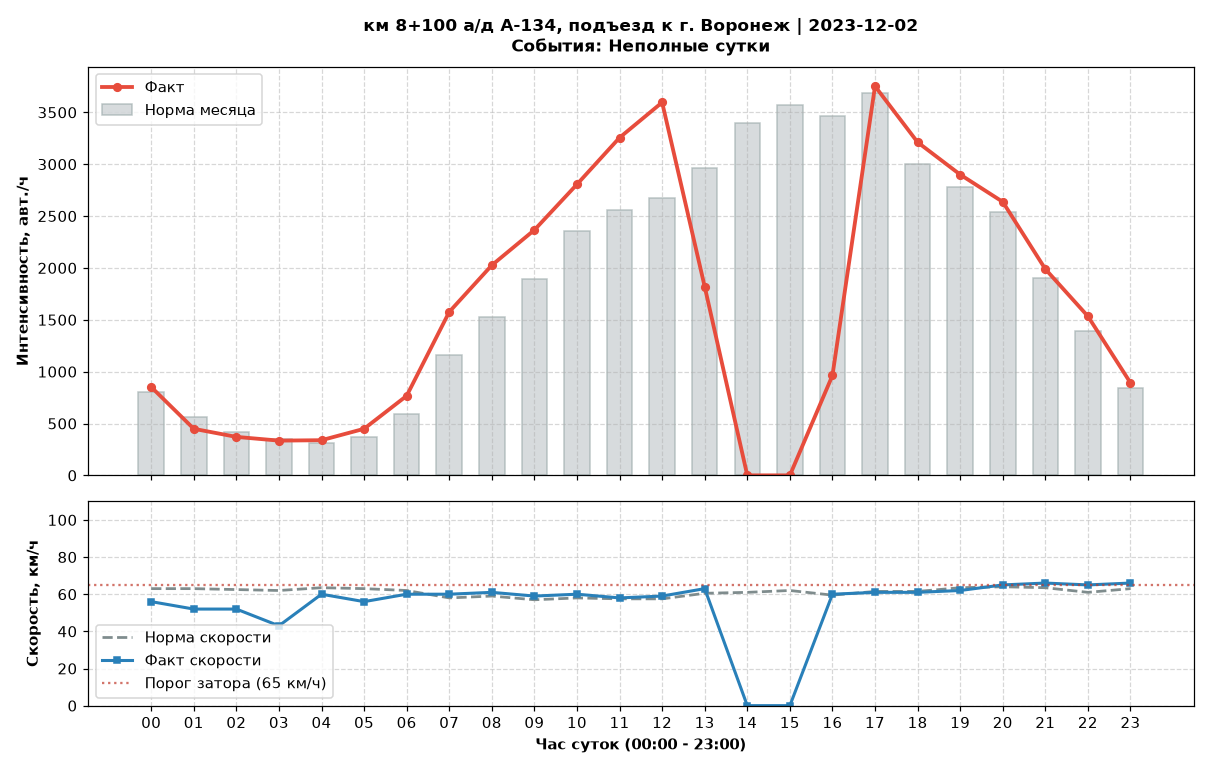 км 8+100 а/д А-134, подъезд к г. Воронеж | 2023-12-02
События: Неполные сутки
Факт
Норма месяца
Интенсивность, авт./ч
3500
3000
2500
2000
1500
1000
500
0
Скорость, км/ч
100
80
60
40
20
0
Норма скорости
Факт скорости
Порог затора (65 км/ч)
00 01 02 03 04 05 06 07 08 09 10 11 12 13 14 15 16 17 18 19 20 21 22 23
Час суток (00:00 - 23:00)